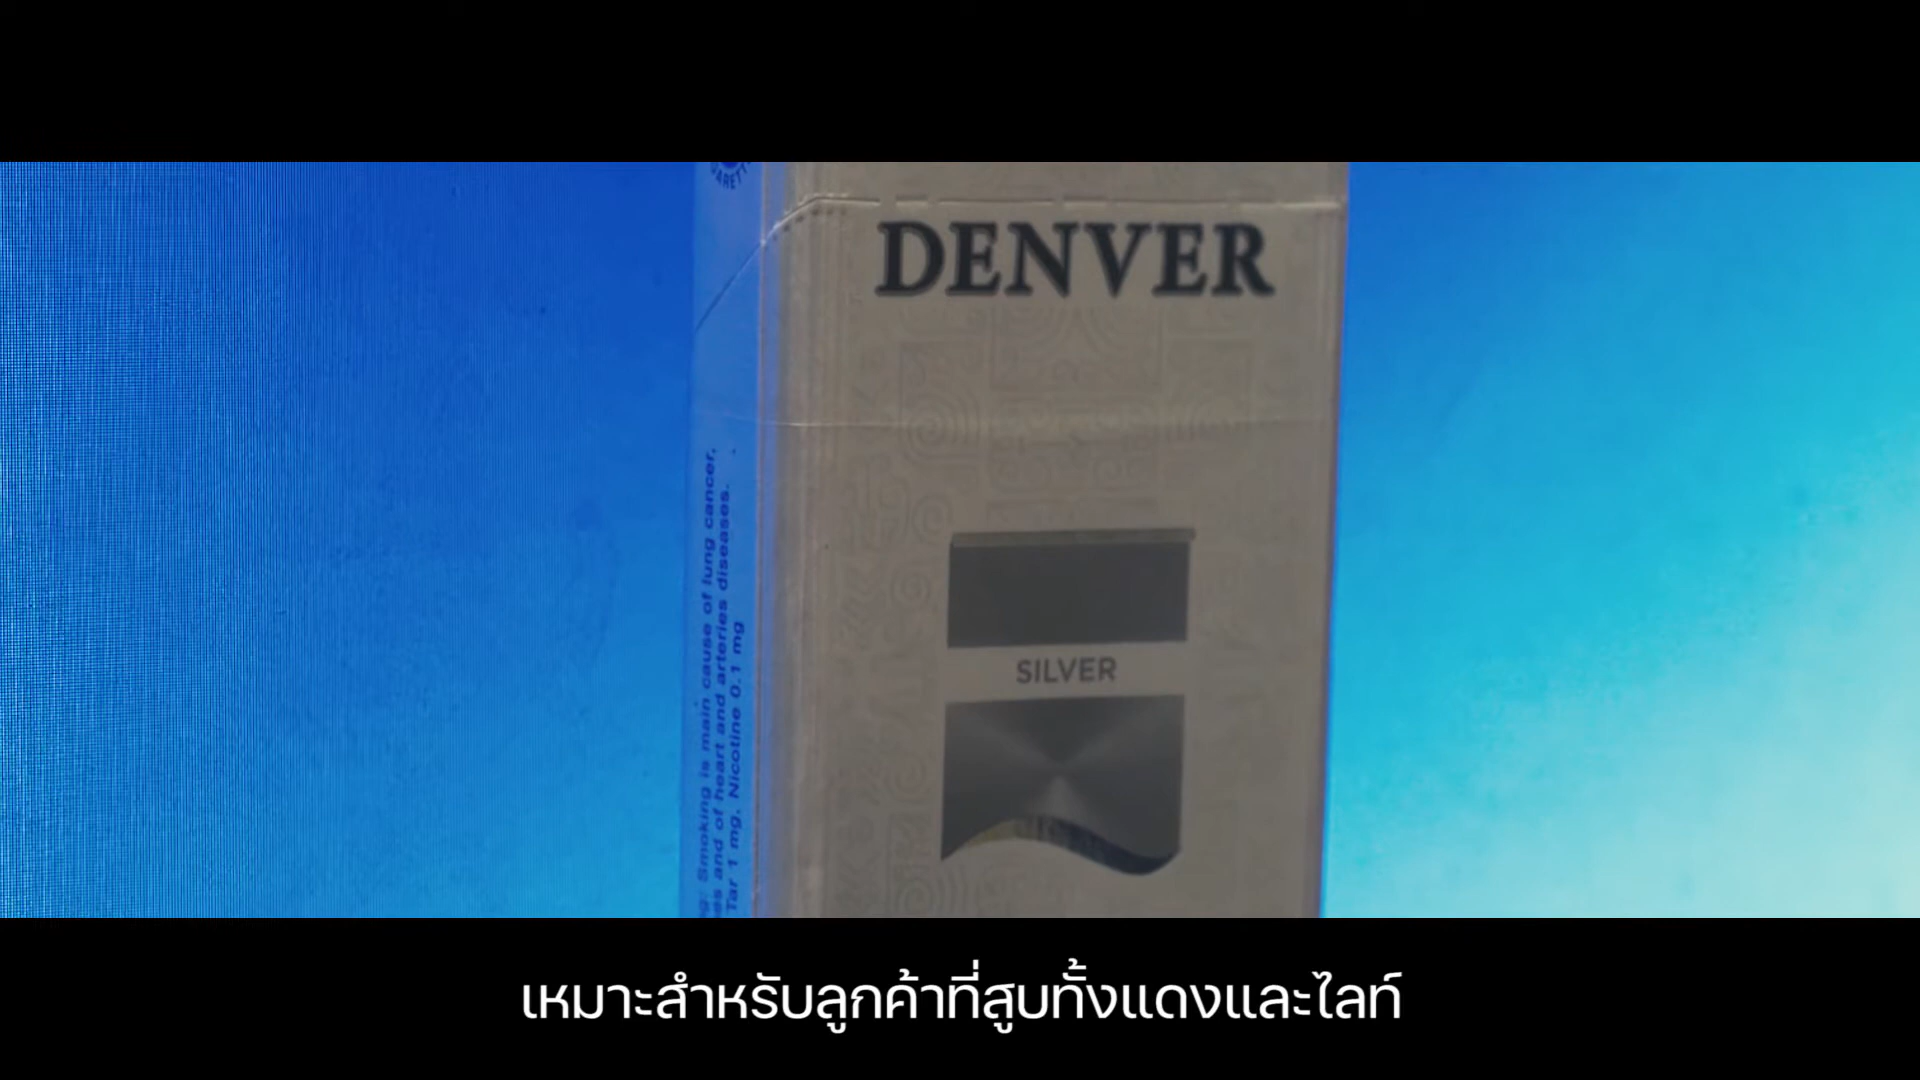 DENVER
SILVER
Smoking is main cause of lung cancer,
and of heart and arteries diseases.
Tar 1 mg. Nicotine 0.1 mg
เหมาะสำหรับลูกค้าที่สูบทั้งแดงและไลท์